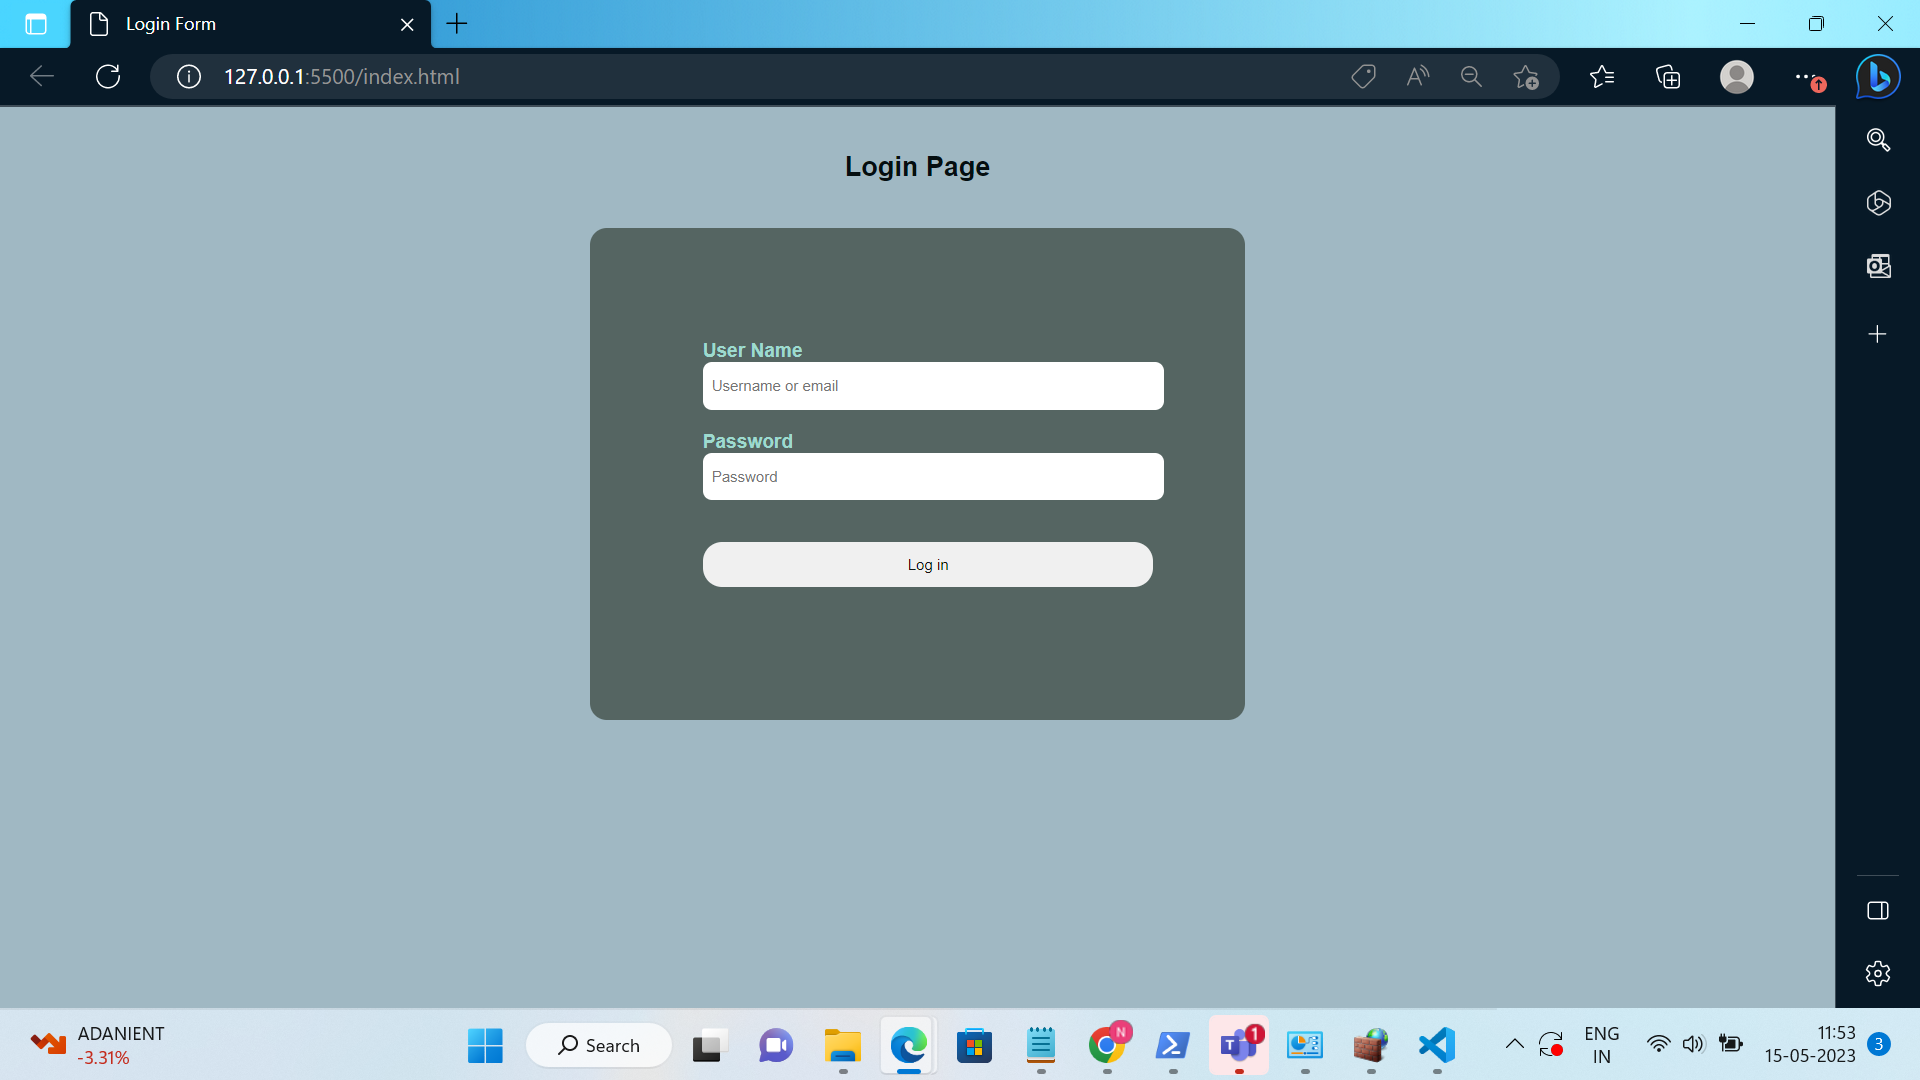 Login Form
127.0.0.1:5500/index.html
Login Page
User Name
Username or email
Password
Password
Log in
ADANIENT
-3.31%
Search
N
1
ENG
IN
11:53
15-05-2023
3